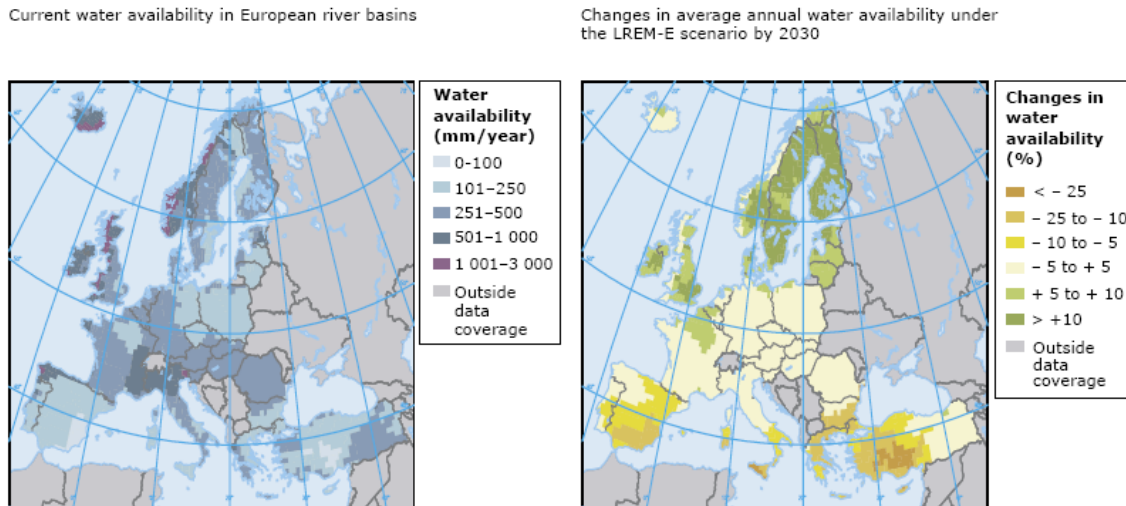 Current water availability in European river basins
Changes in average annual water availability under
the LREM-E scenario by 2030
Water
availability
(mm/year)
0-100
101–250
251–500
501–1 000
1 001–3 000
Outside
data
coverage
Changes in
water
availability
(%)
< – 25
– 25 to – 10
– 10 to – 5
– 5 to + 5
+ 5 to + 10
> +10
Outside
data
coverage